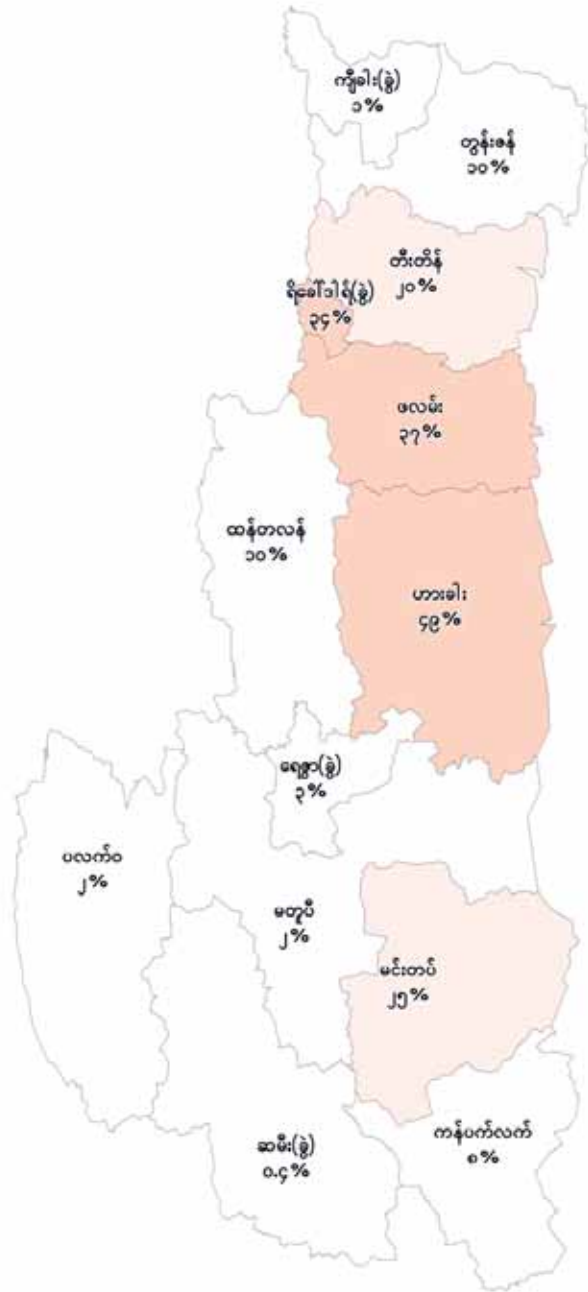 ကျီခါး(ခွဲ)
၁%
တွန်းဇန်
၁၀%
တီးတိန်
၂၀%
ရိခေါ်ဒါရ်(ခွဲ)
၃၄%
ဖလမ်း
၃၇%
ထန်တလန်
၁၀%
ဟားခါး
၄၉%
ရေဇွာ(ခွဲ)
၃%
ပလက်ဝ
၂%
မတူပီ
၂%
မင်းတပ်
၂၅%
ကန်ပက်လက်
၈%
ဆမီး(ခွဲ)
၀.၄%